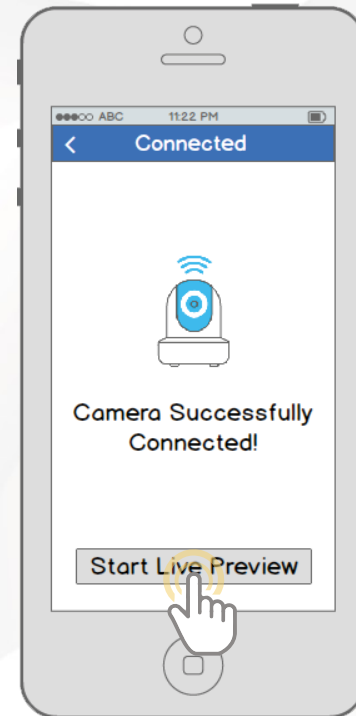 ABC 11:22 PM
< Connected
Camera Successfully
Connected!
Start Live Preview